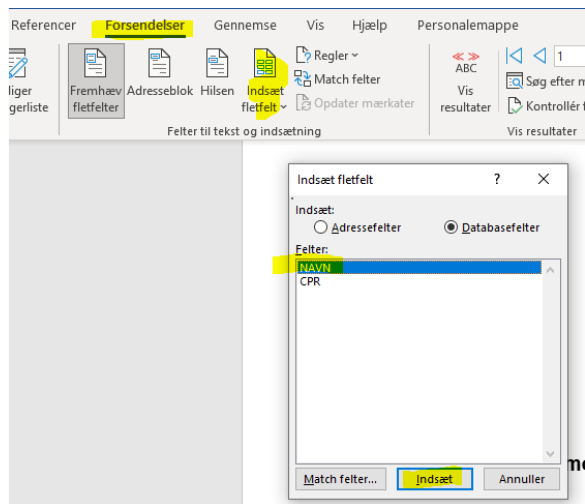 Referencer Forsendelser Gennemse Vis Hjælp Personalemappe
Fremhæv fletfelter
Adresseblok
Hilsen
Indsæt fletfelt
Regler
Match felter
Opdater mærkater
ABC
Vis resultater
1
Søg efter
Kontrollér
Felter til tekst og indsætning
Vis resultater
Indsæt fletfelt ? X
Indsæt:
Adressefelter Databasefelter
Felter:
NAVN
CPR
Match felter... Indsæt Annuller